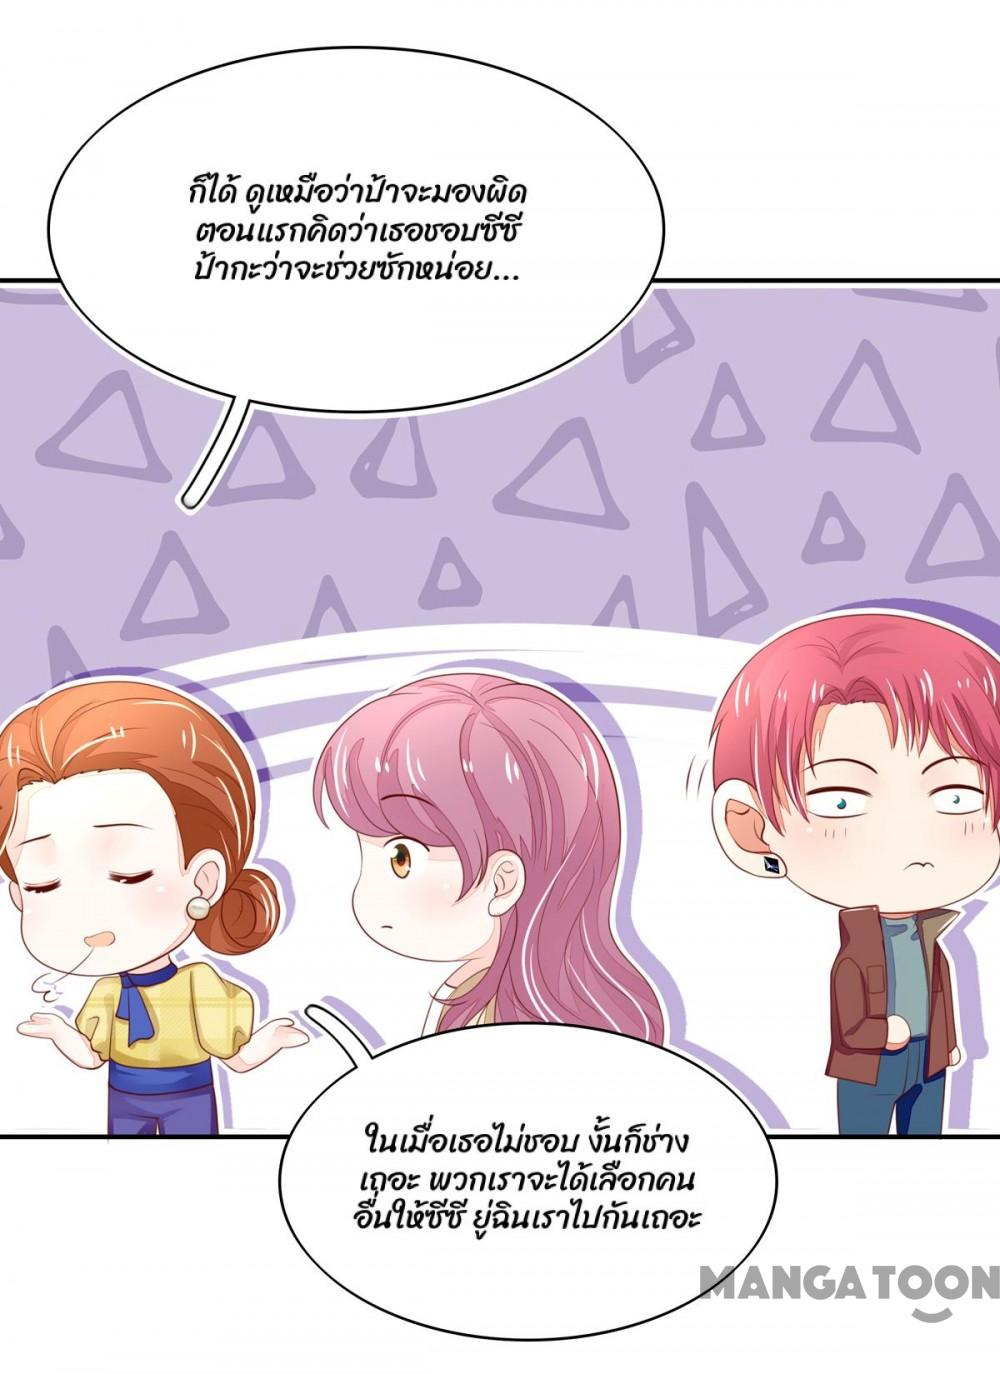 ก็ได้ ดูเหมือว่าป้าจะมองผิด
ตอนแรกคิดว่าเธอชอบซีซี
ป้ากะว่าจะช่วยซักหน่อย...
ในเมื่อเธอไม่ชอบ งั้นก็ช่าง
เถอะ พวกเราจะได้เลือกคน
อื่นให้ซีซี ยู่ฉินเราไปกันเถอะ
MANGA TOON